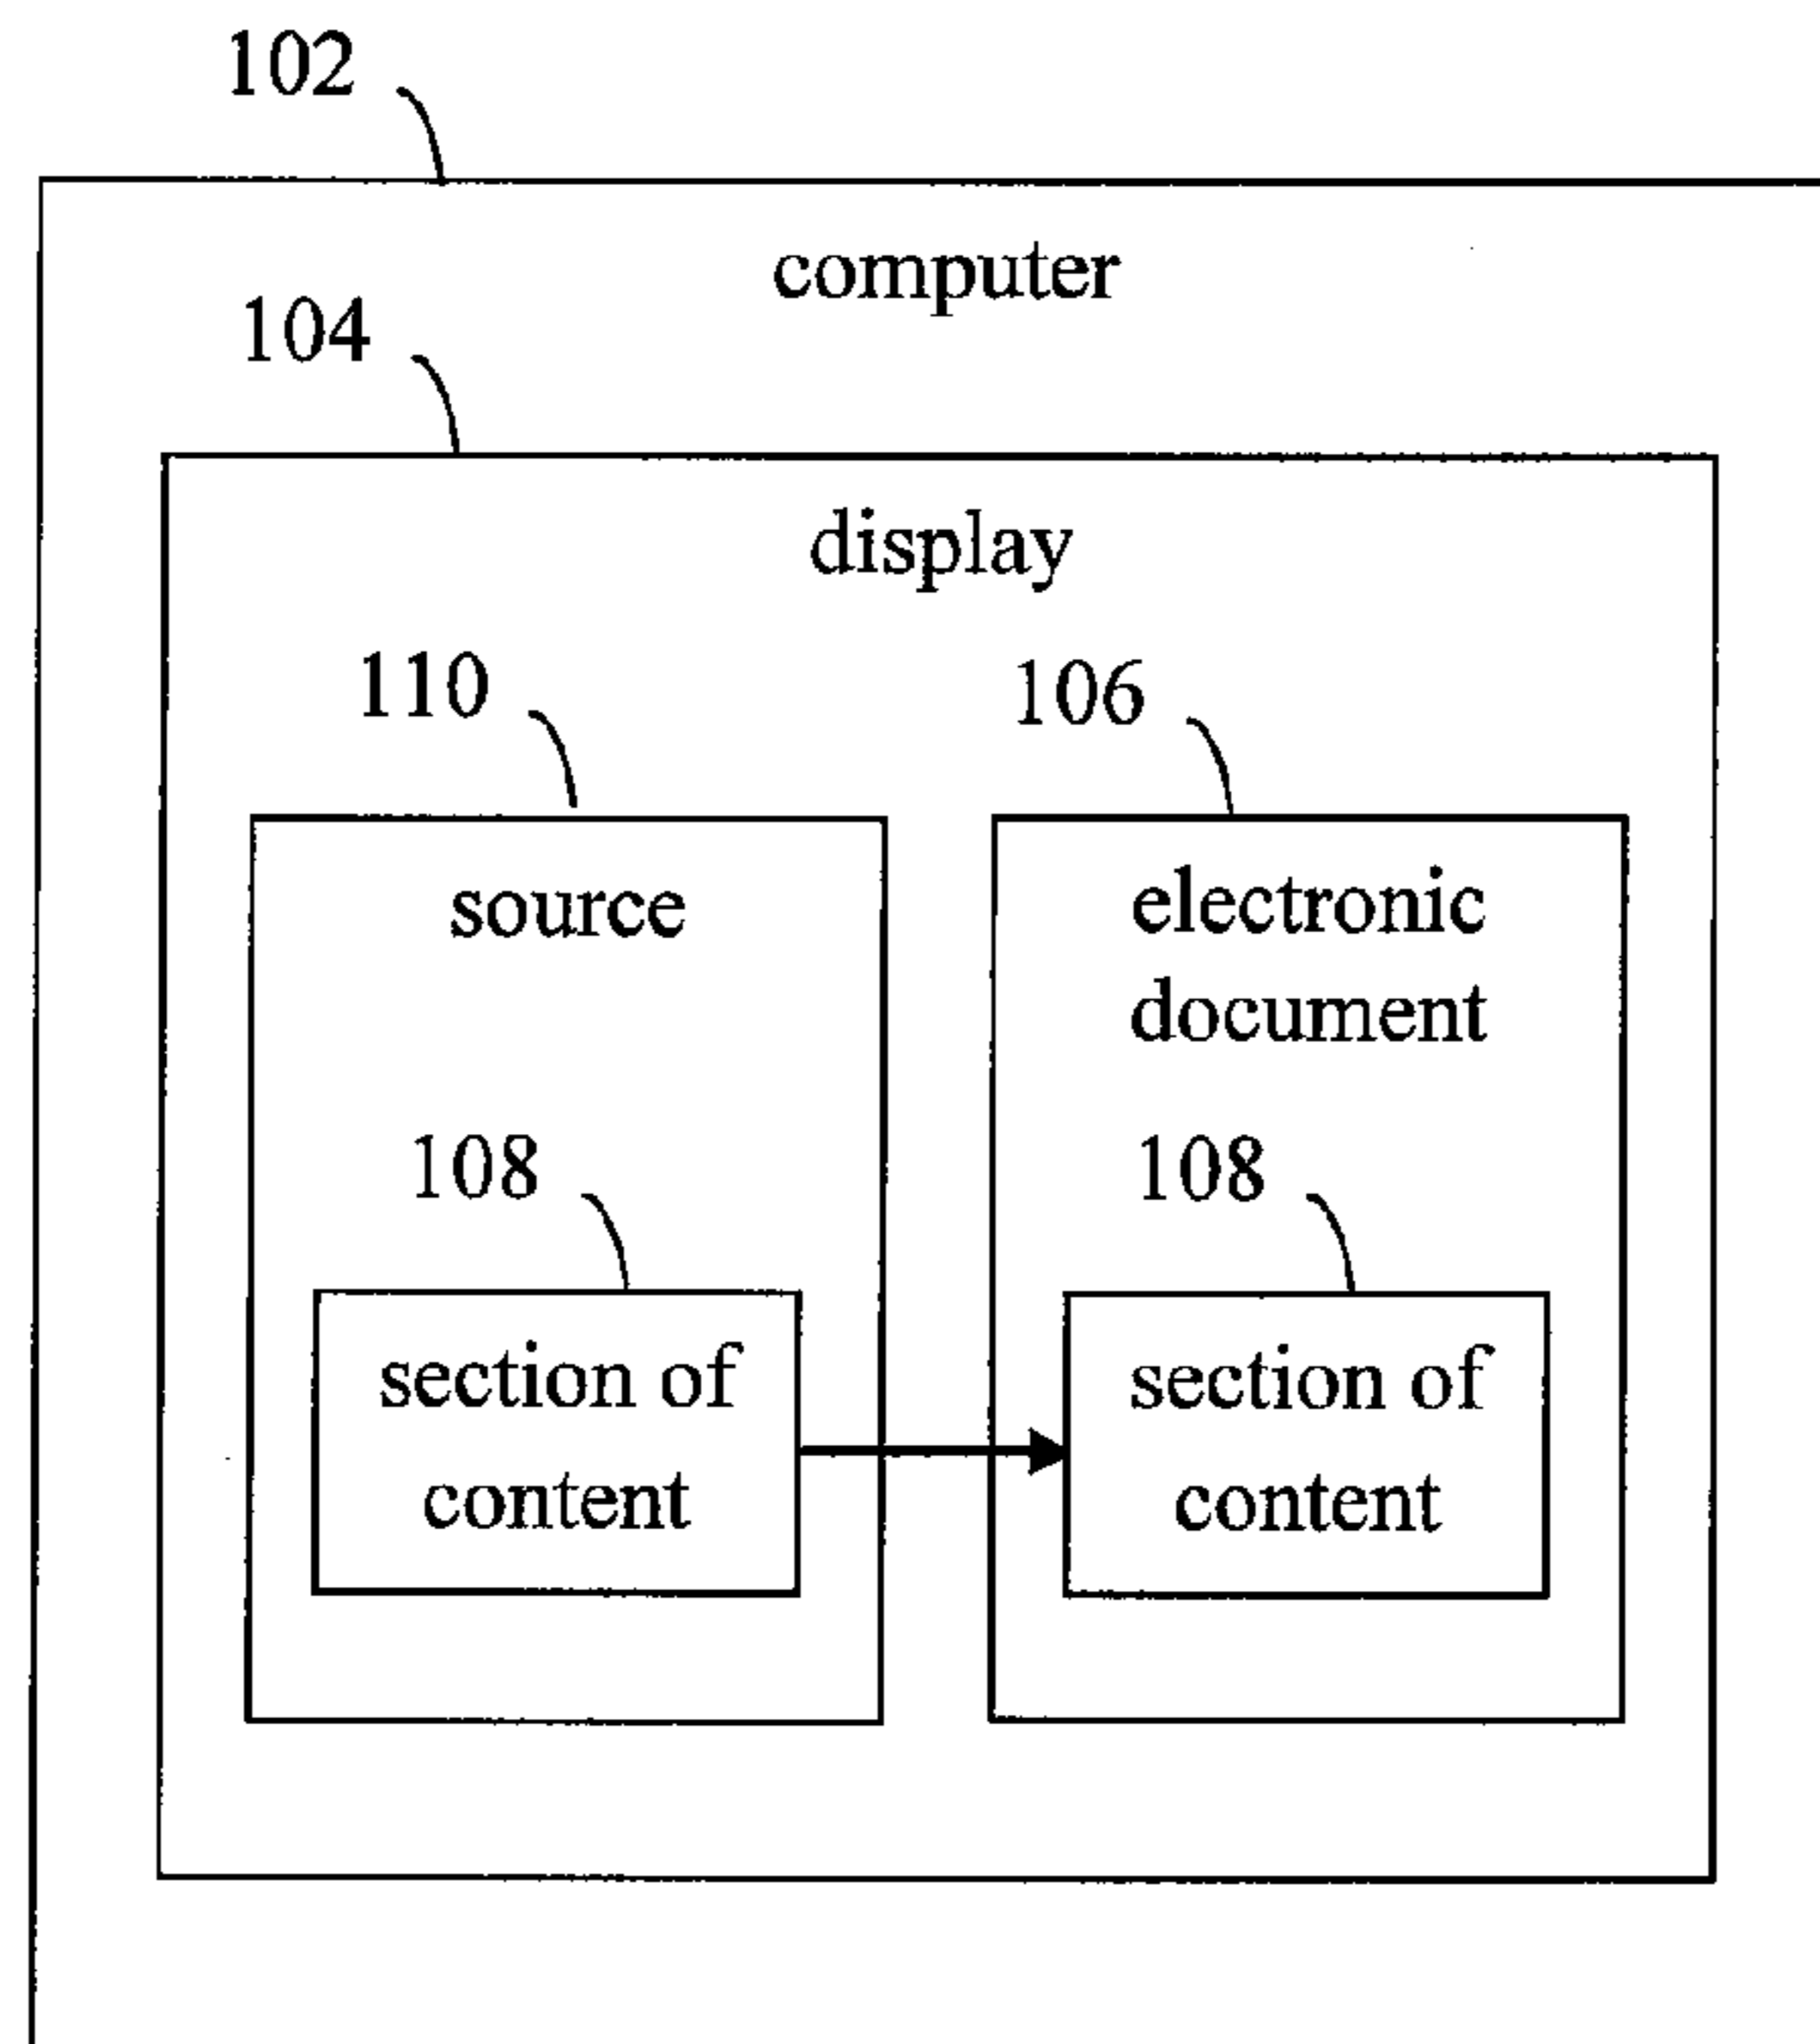 102
computer
104
display
110
106
source
electronic
document
108
108
section of
content
section of
content